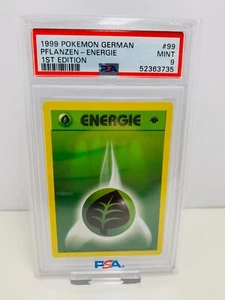 1999 POKEMON GERMAN #99
PFLANZEN - ENERGIE MINT
1ST EDITION 9
PSA 52363735
ENERGIE
PSA